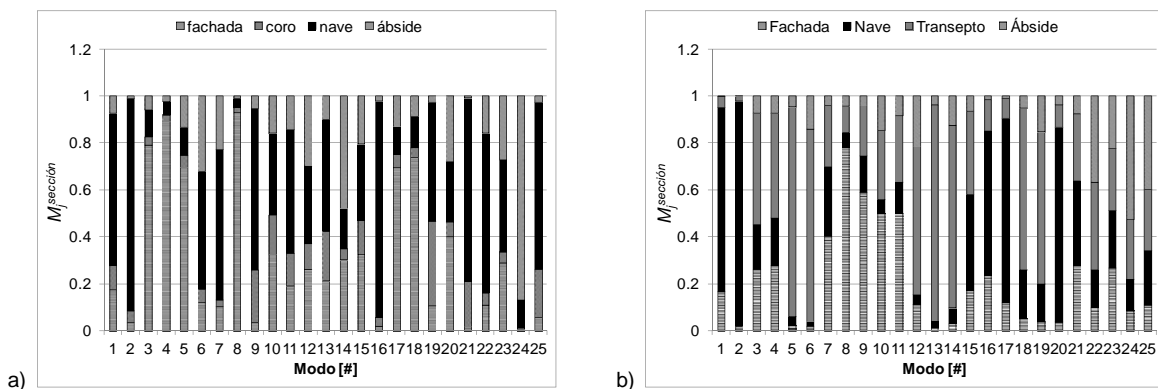 fachada coro nave ábside
1.2
1
0.8
0.6
0.4
0.2
0
M_j^sección
1 2 3 4 5 6 7 8 9 10 11 12 13 14 15 16 17 18 19 20 21 22 23 24 25
Modo [#]
a)
Fachada Nave Transepto Ábside
1.2
1
0.8
0.6
0.4
0.2
0
M_j^sección
1 2 3 4 5 6 7 8 9 10 11 12 13 14 15 16 17 18 19 20 21 22 23 24 25
Modo [#]
b)